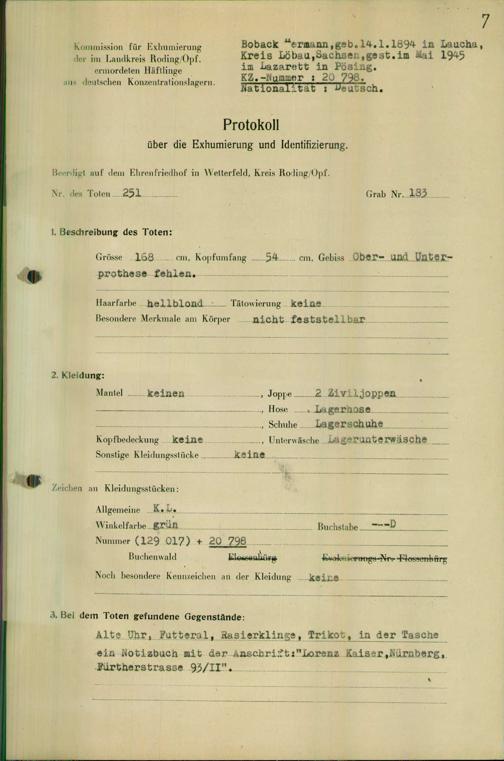 7
Kommission für Exhumierung
der im Landkreis Roding/Opf.
ermordeten Häftlinge
aus deutschen Konzentrationslagern.
Boback "ermann,geb.14.1.1894 in Laucha,
Kreis Löbau,Sachsen,gest.im Mai 1945
im Lazarett in Pösing.
KZ.-Nummer : 20 798.
Nationalität : Deutsch.
Protokoll
über die Exhumierung und Identifizierung.
Beerdigt auf dem Ehrenfriedhof in Wetterfeld, Kreis Roding/Opf.
Nr. des Toten 251 Grab Nr. 183
1. Beschreibung des Toten:
Grösse 168 cm, Kopfumfang 54 cm, Gebiss Ober- und Unter-
prothese fehlen.
Haarfarbe hellblond Tätowierung keine
Besondere Merkmale am Körper nicht feststellbar
2. Kleidung:
Mantel keinen, Joppe 2 Ziviljoppen
, Hose Lagerhose
, Schuhe Lagerschuhe
Kopfbedeckung keine, Unterwäsche Lagerunterwäsche
Sonstige Kleidungsstücke keine
Zeichen an Kleidungsstücken:
Allgemeine K.L.
Winkelfarbe grün Buchstabe ---D
Nummer (129 017) + 20 798
Buchenwald Flossenbürg Evakuierungs-Nr. Flossenbürg
Noch besondere Kennzeichen an der Kleidung keine
3. Bei dem Toten gefundene Gegenstände:
Alte Uhr, Futteral, Rasierklinge, Trikot, in der Tasche
ein Notizbuch mit der Anschrift:"Lorenz Kaiser,Nürnberg,
Fürtherstrasse 93/II".